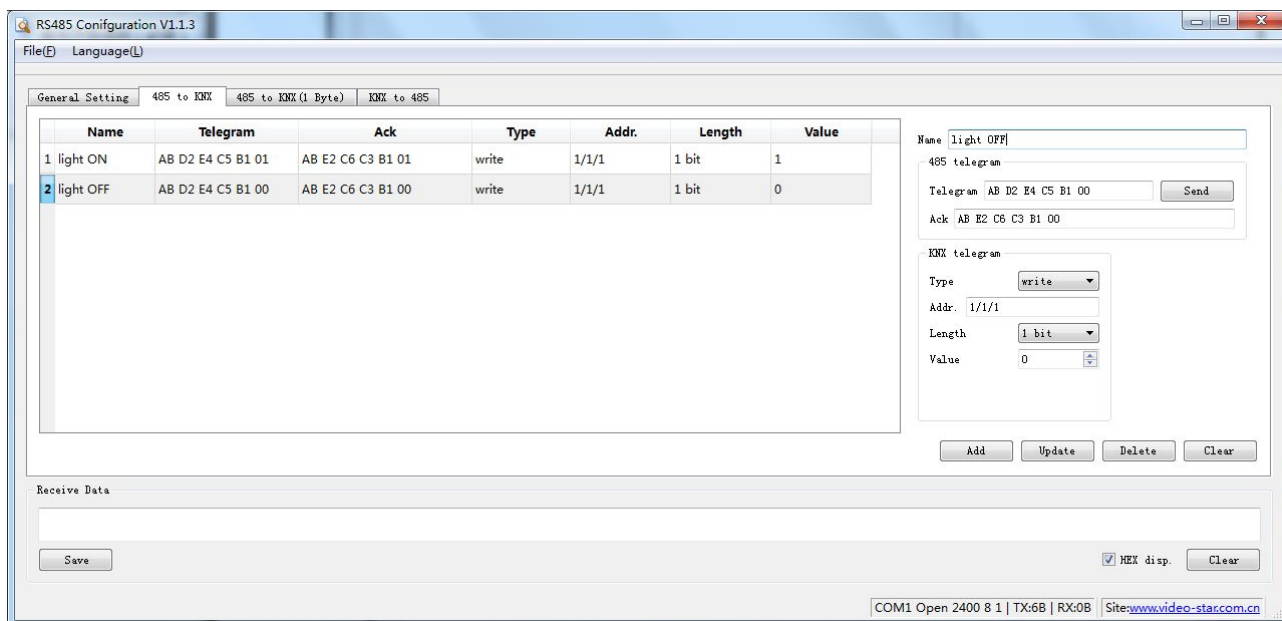 RS485 Conifguration V1.1.3
File(F) Language(L)
General Setting 485 to KNX 485 to KNX(1 Byte) KNX to 485
Name Telegram Ack Type Addr. Length Value
1 light ON AB D2 E4 C5 B1 01 AB E2 C6 C3 B1 01 write 1/1/1 1 bit 1
2 light OFF AB D2 E4 C5 B1 00 AB E2 C6 C3 B1 00 write 1/1/1 1 bit 0
Name light OFF
485 telegram
Telegram AB D2 E4 C5 B1 00 Send
Ack AB E2 C6 C3 B1 00
KNX telegram
Type write
Addr. 1/1/1
Length 1 bit
Value 0
Add Update Delete Clear
Receive Data
Save HEX disp. Clear
COM1 Open 2400 8 1 | TX:6B | RX:0B Site:www.video-star.com.cn